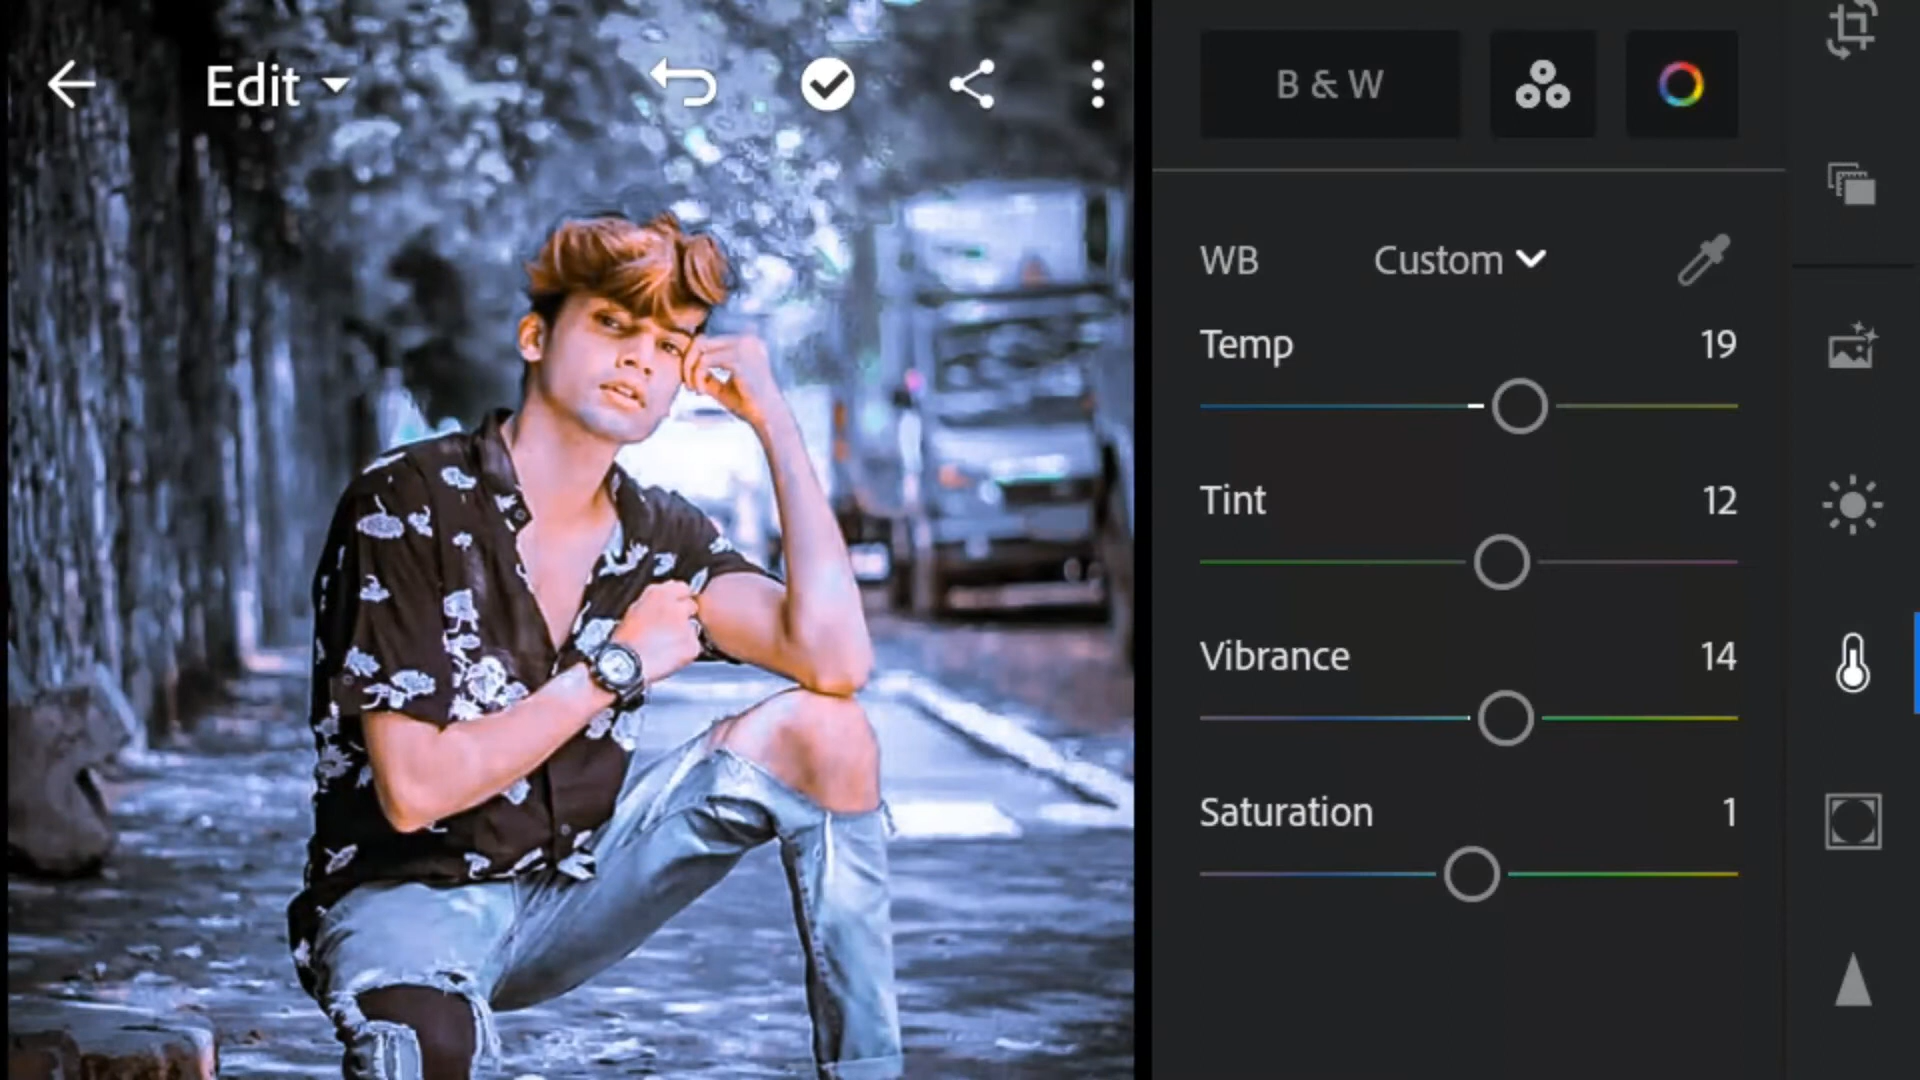 Edit
B & W
WB Custom
Temp 19
Tint 12
Vibrance 14
Saturation 1